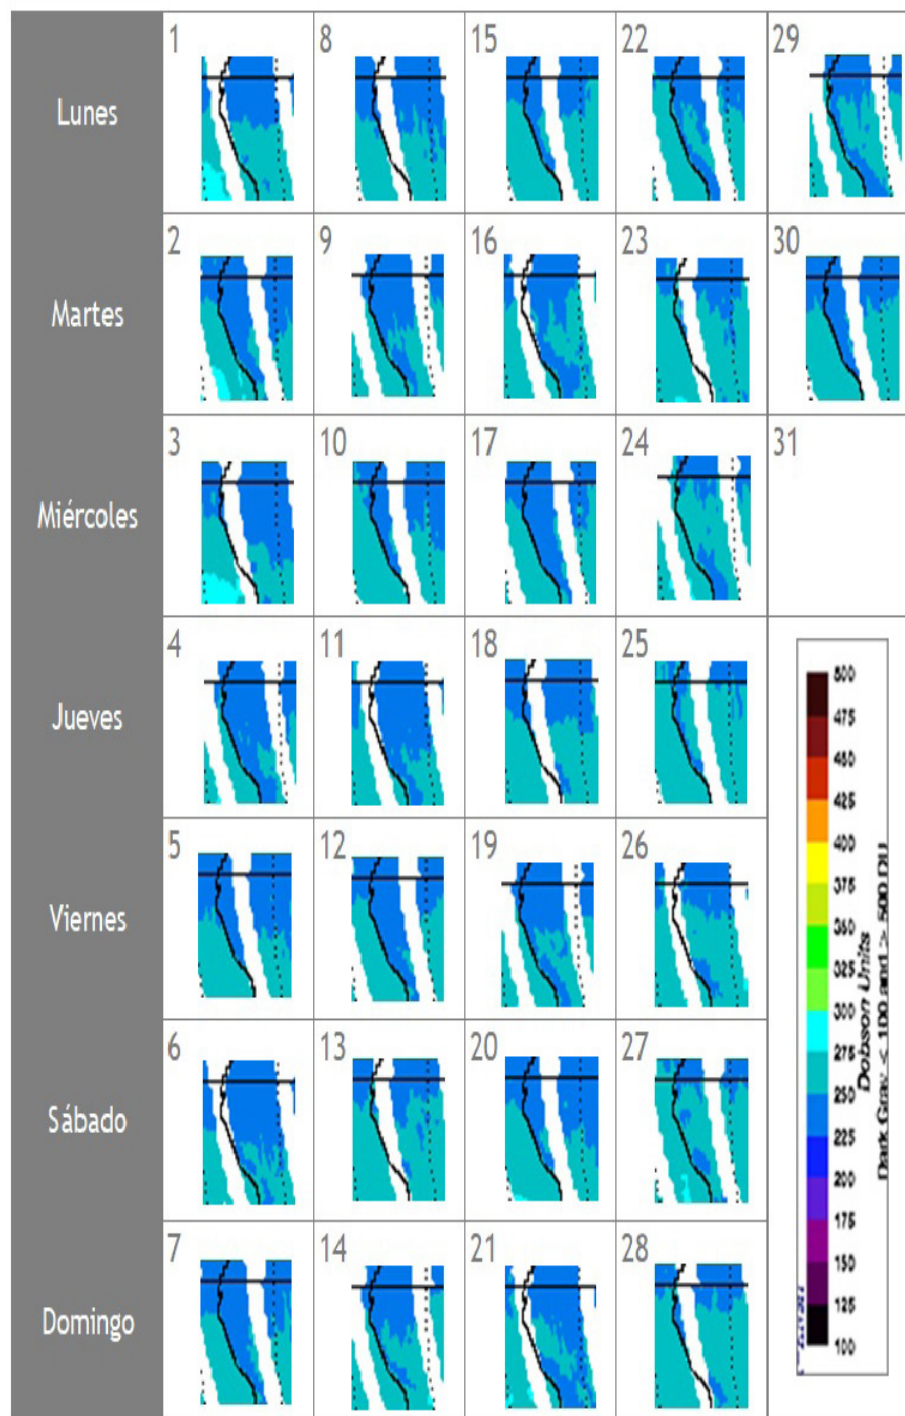 Lunes 1 8 15 22 29
Martes 2 9 16 23 30
Miércoles 3 10 17 24 31
Jueves 4 11 18 25
Viernes 5 12 19 26
Sábado 6 13 20 27
Domingo 7 14 21 28
500
475
450
425
400
375
350
325
300
275
250
225
200
175
150
125
100
Dobson Units
Dark Gray < 100 and > 500 DU